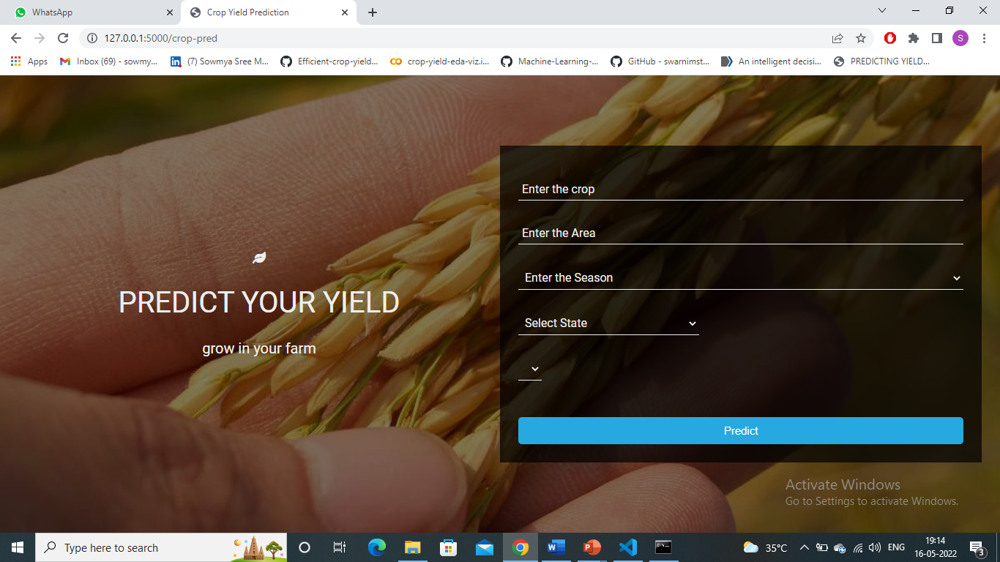 WhatsApp
Crop Yield Prediction
127.0.0.1:5000/crop-pred
S
Apps
Inbox (69) - sowmy...
(7) Sowmya Sree M...
Efficient-crop-yield...
crop-yield-eda-viz.i...
Machine-Learning-...
GitHub - swarnimst...
An intelligent decisi...
PREDICTING YIELD...
PREDICT YOUR YIELD
grow in your farm
Enter the crop
Enter the Area
Enter the Season
Select State
Predict
Activate Windows
Go to Settings to activate Windows.
Type here to search
35°C
ENG
19:14
16-05-2022
3